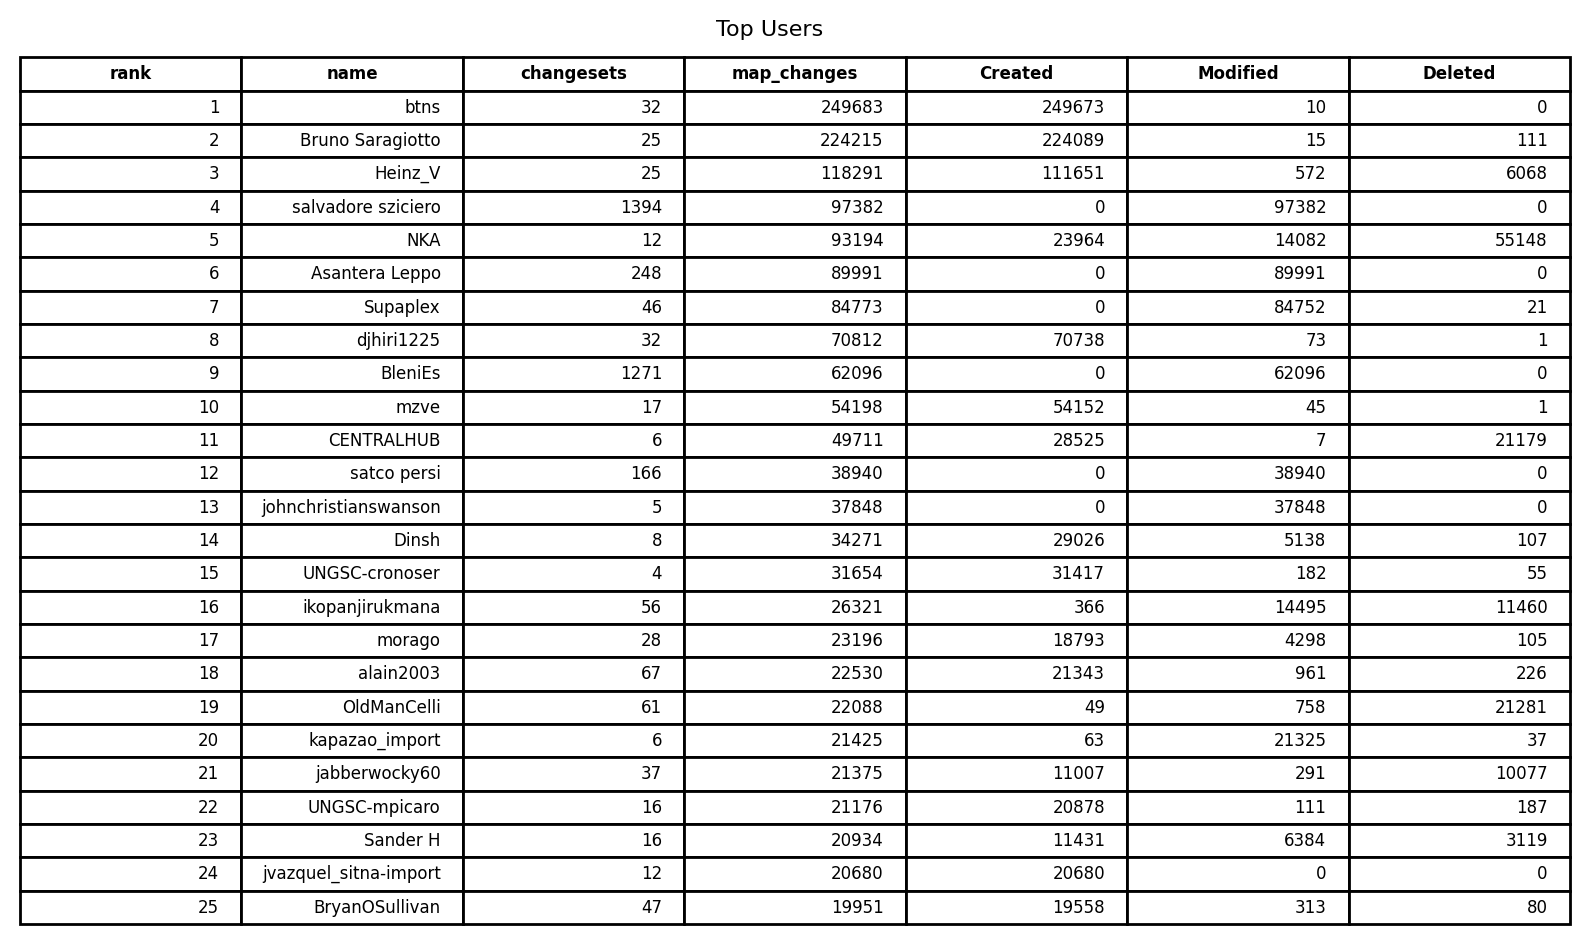 Top Users
rank name changesets map_changes Created Modified Deleted
1 btns 32 249683 249673 10 0
2 Bruno Saragiotto 25 224215 224089 15 111
3 Heinz_V 25 118291 111651 572 6068
4 salvadore sziciero 1394 97382 0 97382 0
5 NKA 12 93194 23964 14082 55148
6 Asantera Leppo 248 89991 0 89991 0
7 Supaplex 46 84773 0 84752 21
8 djhiri1225 32 70812 70738 73 1
9 BleniEs 1271 62096 0 62096 0
10 mzve 17 54198 54152 45 1
11 CENTRALHUB 6 49711 28525 7 21179
12 satco persi 166 38940 0 38940 0
13 johnchristianswanson 5 37848 0 37848 0
14 Dinsh 8 34271 29026 5138 107
15 UNGSC-cronoser 4 31654 31417 182 55
16 ikopanjirukmana 56 26321 366 14495 11460
17 morago 28 23196 18793 4298 105
18 alain2003 67 22530 21343 961 226
19 OldManCelli 61 22088 49 758 21281
20 kapazao_import 6 21425 63 21325 37
21 jabberwocky60 37 21375 11007 291 10077
22 UNGSC-mpicaro 16 21176 20878 111 187
23 Sander H 16 20934 11431 6384 3119
24 jvazquel_sitna-import 12 20680 20680 0 0
25 BryanOSullivan 47 19951 19558 313 80